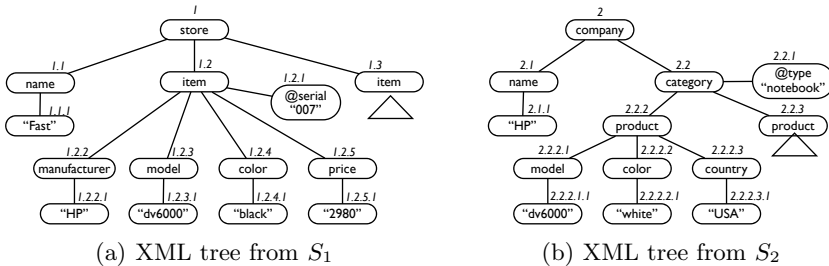 1
store
1.1
name
1.1.1
“Fast”
1.2
item
1.2.1
@serial
“007”
1.3
item
1.2.2
manufacturer
1.2.2.1
“HP”
1.2.3
model
1.2.3.1
“dv6000”
1.2.4
color
1.2.4.1
“black”
1.2.5
price
1.2.5.1
“2980”
(a) XML tree from S₁
2
company
2.1
name
2.1.1
“HP”
2.2
category
2.2.1
@type
“notebook”
2.2.2
product
2.2.3
product
2.2.2.1
model
2.2.2.1.1
“dv6000”
2.2.2.2
color
2.2.2.2.1
“white”
2.2.2.3
country
2.2.2.3.1
“USA”
(b) XML tree from S₂